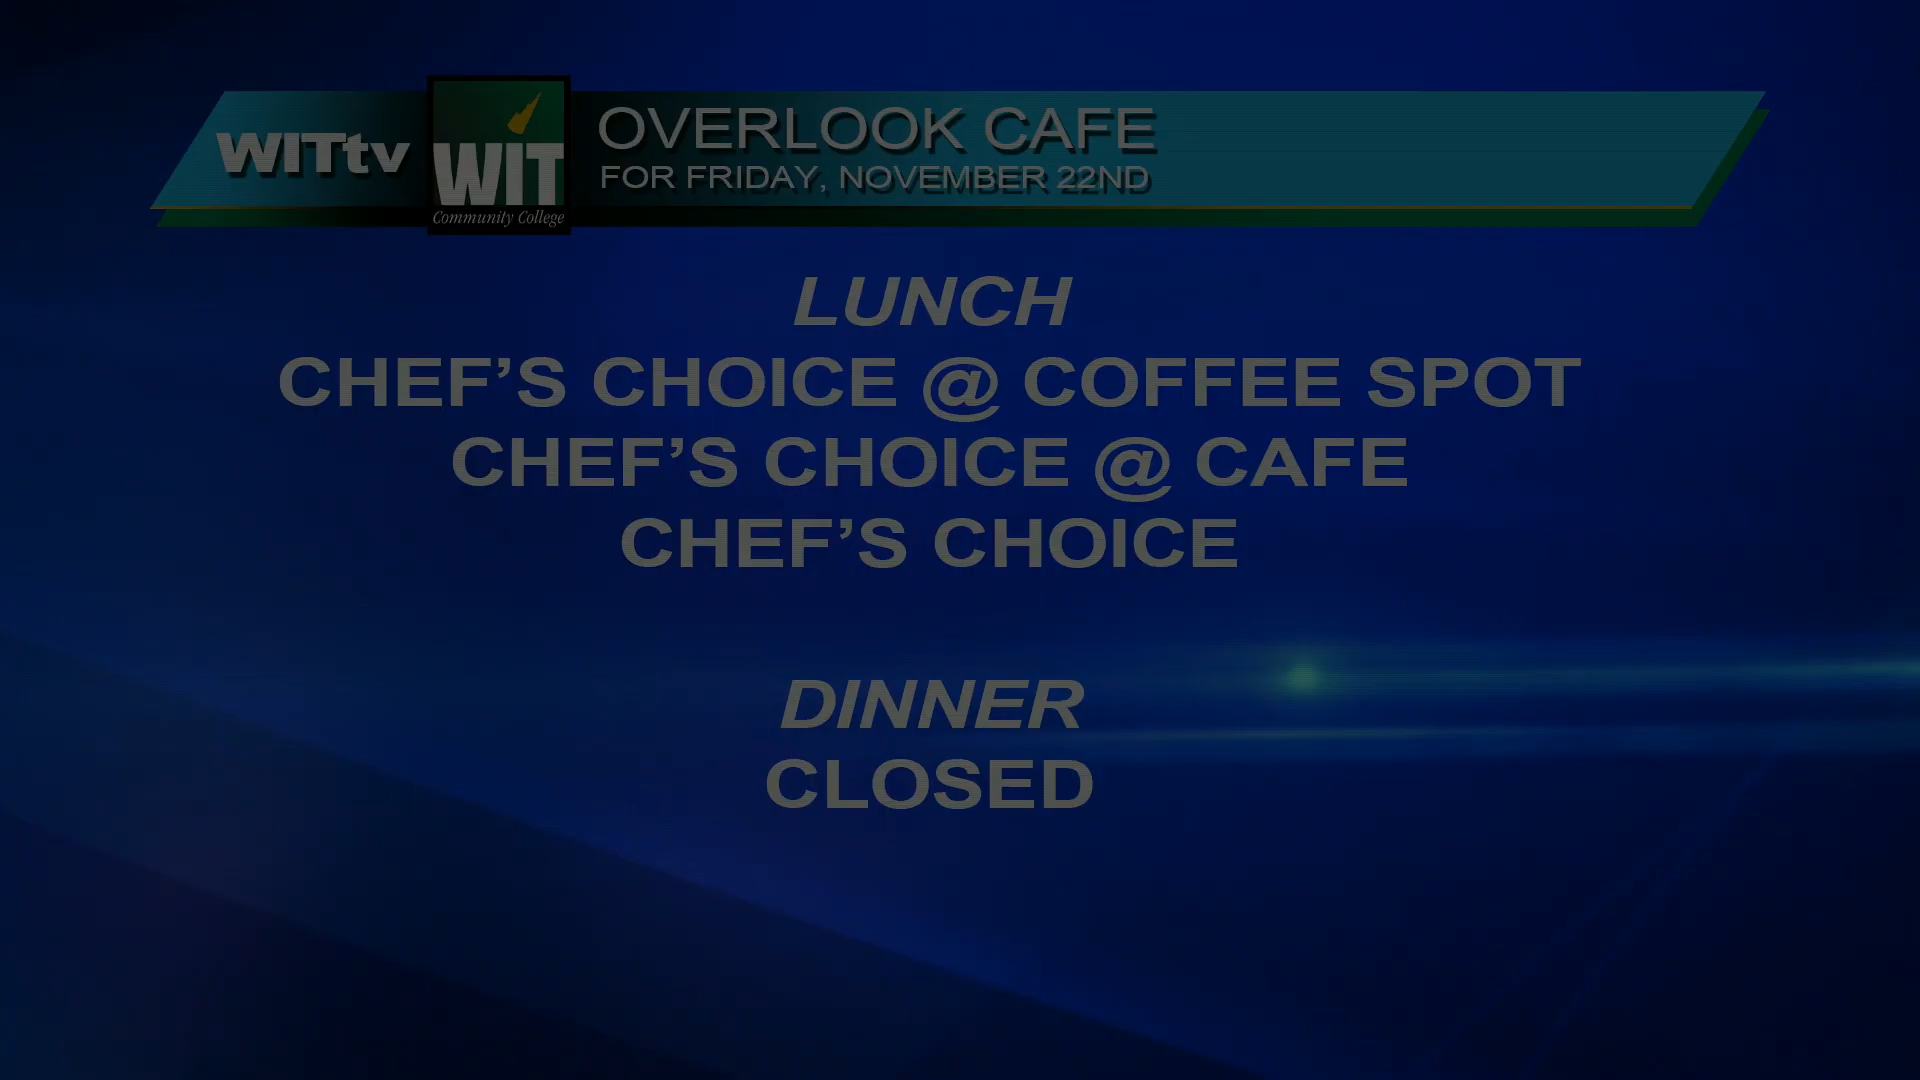 WITtv
WIT
Community College
OVERLOOK CAFE
FOR FRIDAY, NOVEMBER 22ND
LUNCH
CHEF’S CHOICE @ COFFEE SPOT
CHEF’S CHOICE @ CAFE
CHEF’S CHOICE
DINNER
CLOSED